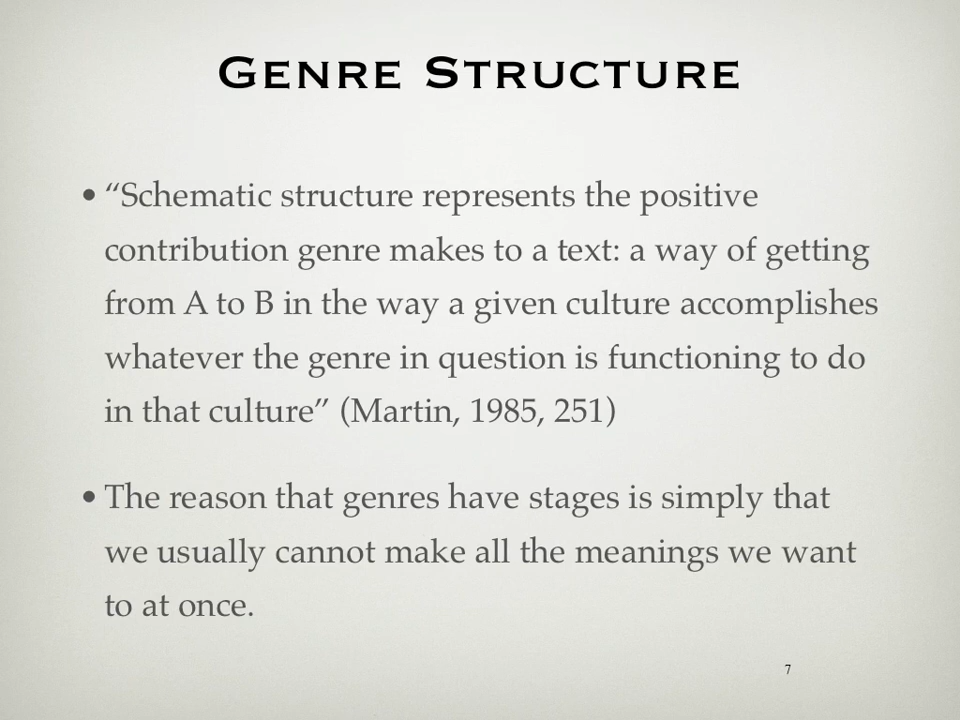 Genre Structure
• “Schematic structure represents the positive
contribution genre makes to a text: a way of getting
from A to B in the way a given culture accomplishes
whatever the genre in question is functioning to do
in that culture” (Martin, 1985, 251)
• The reason that genres have stages is simply that
we usually cannot make all the meanings we want
to at once.
7